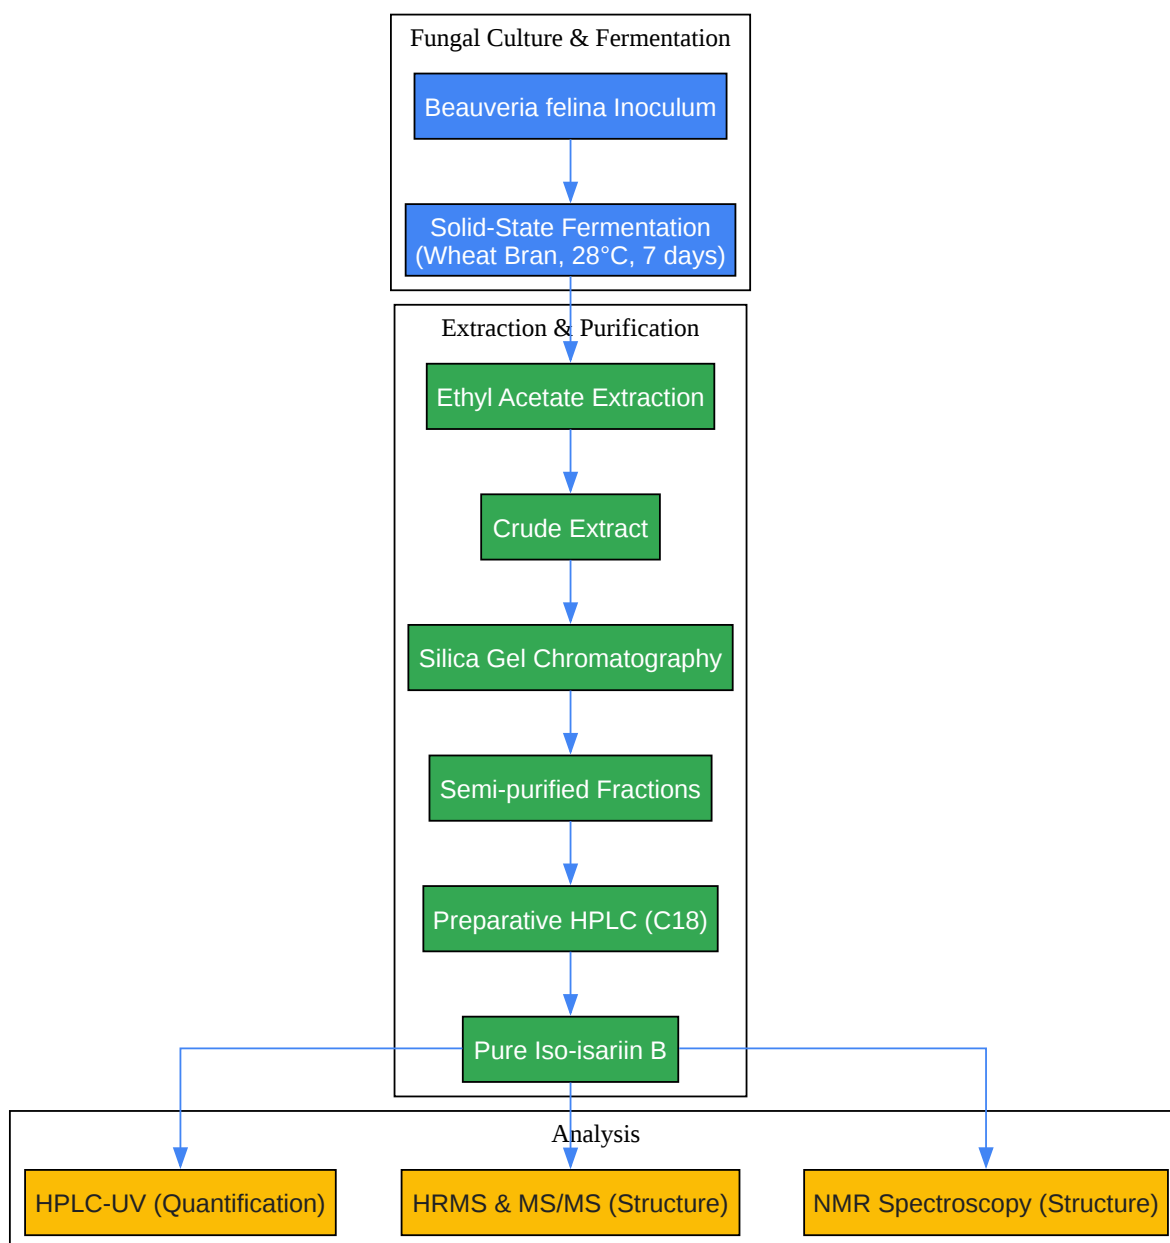 Fungal Culture & Fermentation
Beauveria felina Inoculum
Solid-State Fermentation
(Wheat Bran, 28°C, 7 days)
Extraction & Purification
Ethyl Acetate Extraction
Crude Extract
Silica Gel Chromatography
Semi-purified Fractions
Preparative HPLC (C18)
Pure Iso-isariin B
Analysis
HPLC-UV (Quantification)
HRMS & MS/MS (Structure)
NMR Spectroscopy (Structure)